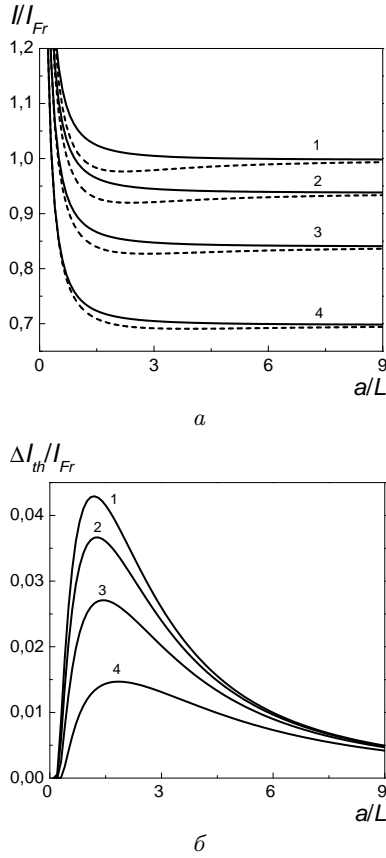 I/I_Fr
1,2
1,1
1,0
0,9
0,8
0,7
1
2
3
4
0 3 6 9
a/L
а
ΔI_th/I_Fr
0,04
0,03
0,02
0,01
0,00
1
2
3
4
0 3 6 9
a/L
б